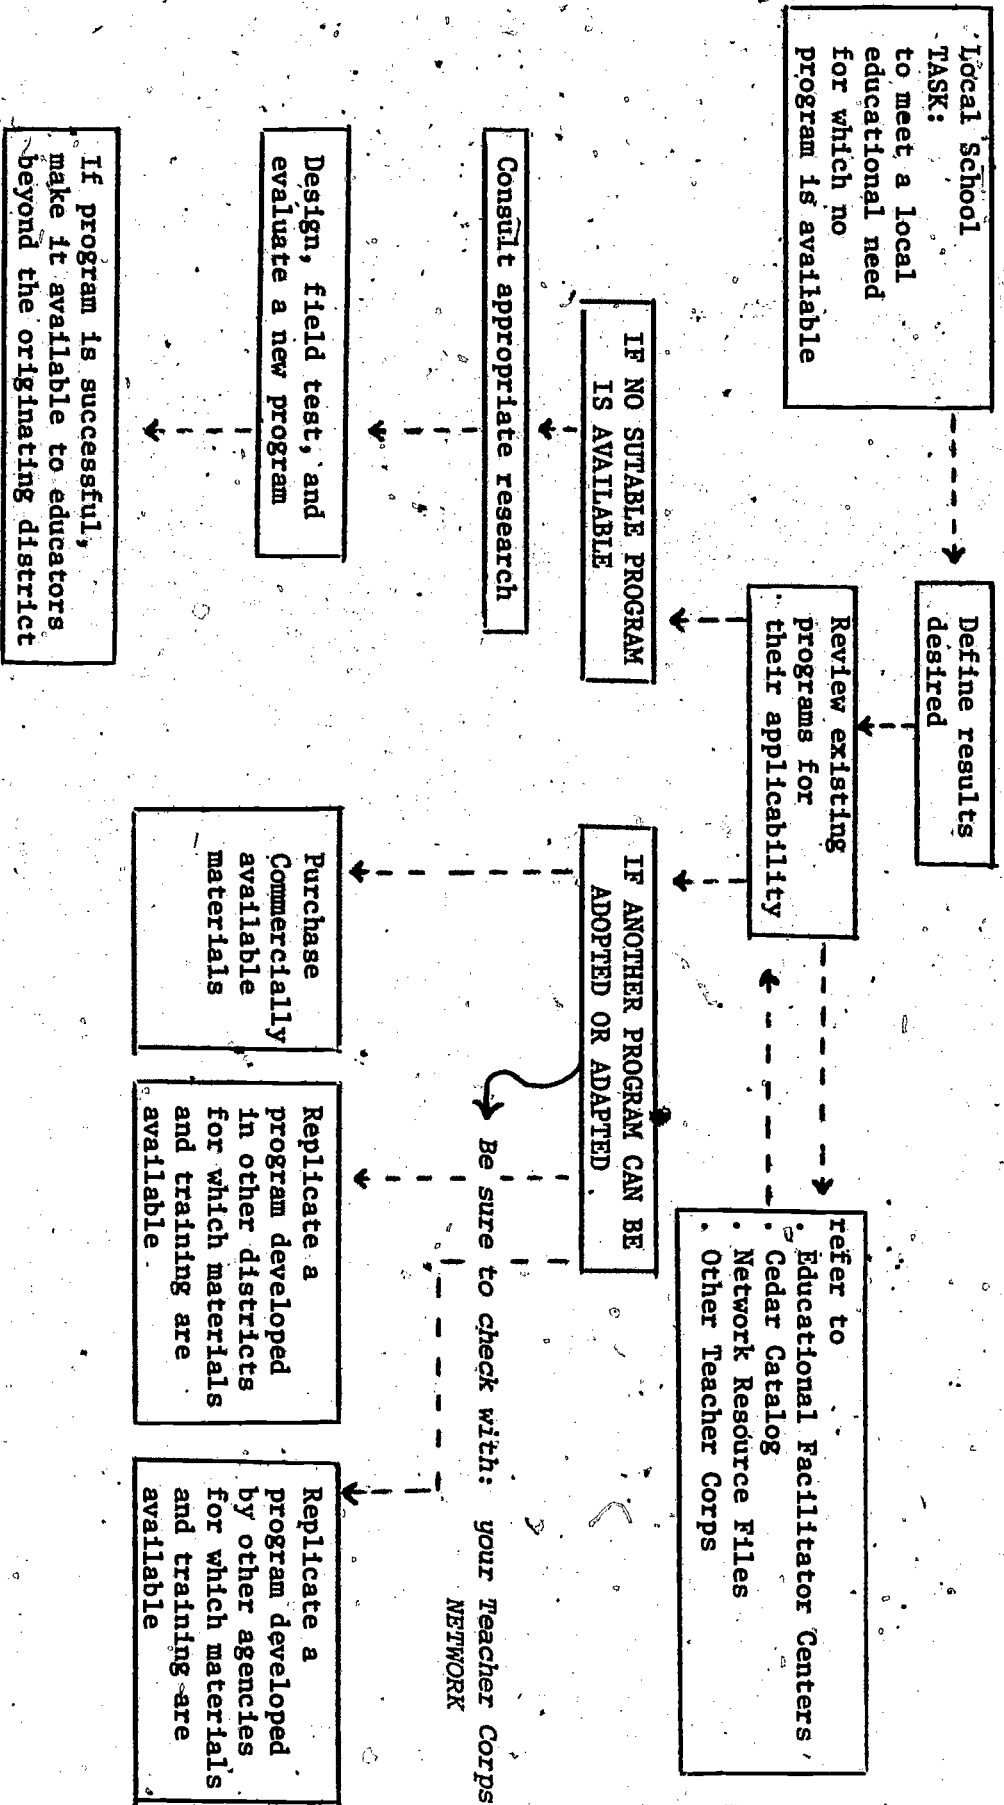 Local School
TASK:
to meet a local
educational need
for which no
program is available
Define results
desired
Review existing
programs for
their applicability
refer to
. Educational Facilitator Centers
. Cedar Catalog
. Network Resource Files
. Other Teacher Corps
IF NO SUTABLE PROGRAM
IS AVAILABLE
IF ANOTHER PROGRAM CAN BE
ADOPTED OR ADAPTED
Consult appropriate research
Be sure to check with: your Teacher Corps
NETWORK
Design, field test, and
evaluate a new program
If program is successful,
make it available to educators
beyond the originating district
Purchase
Commercially
available
materials
Replicate a
program developed
in other districts
for which materials
and training are
available.
Replicate a
program developed
by other agencies
for which materials
and training are
available